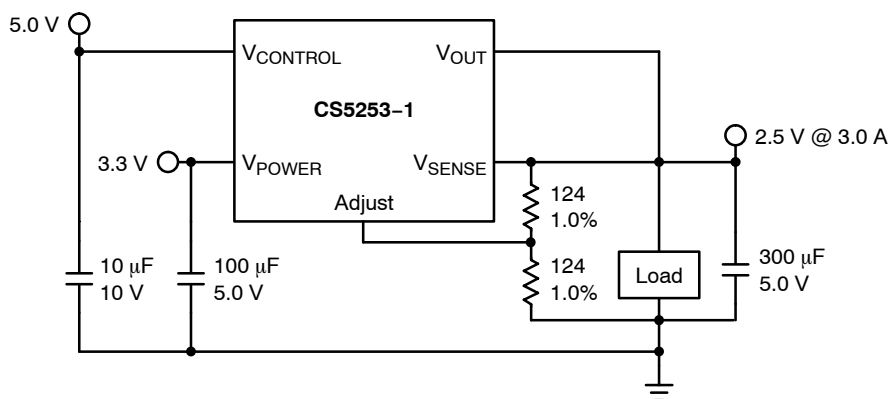 5.0 V
VCONTROL
VOUT
CS5253−1
3.3 V
VPOWER
VSENSE
2.5 V @ 3.0 A
Adjust
124
1.0%
124
1.0%
10 μF
10 V
100 μF
5.0 V
Load
300 μF
5.0 V